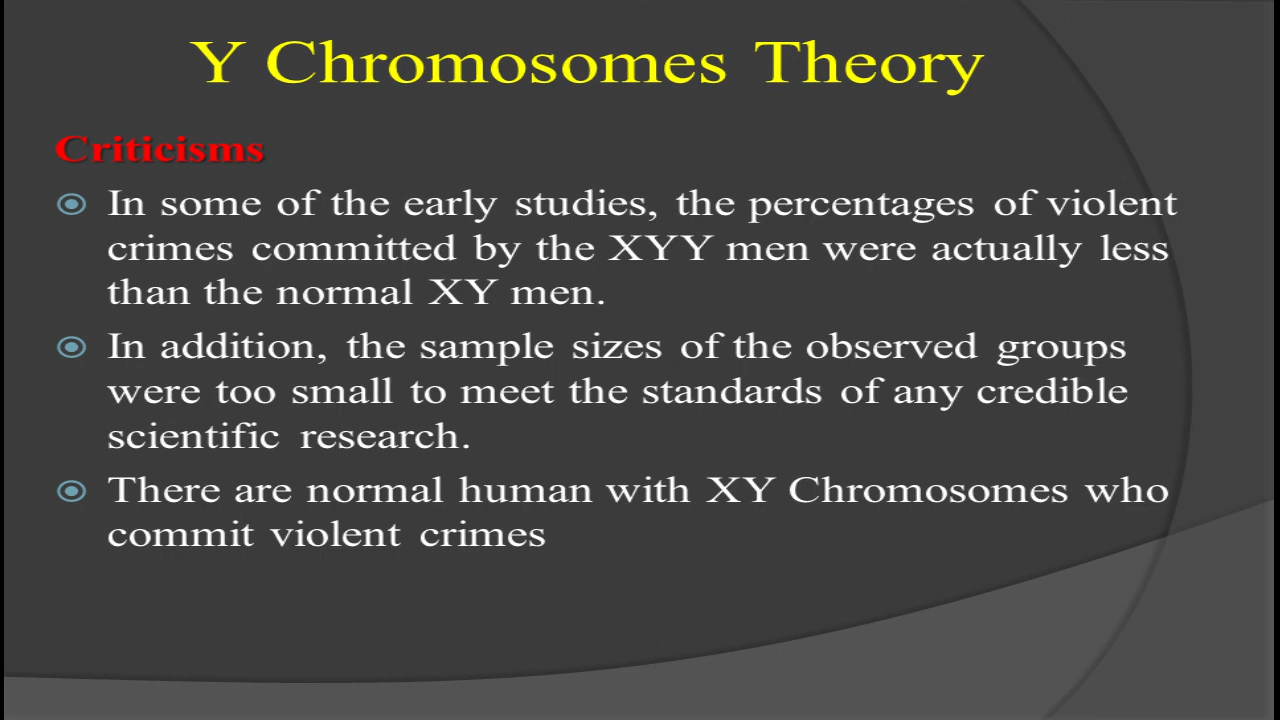 Y Chromosomes Theory
Criticisms
In some of the early studies, the percentages of violent
crimes committed by the XYY men were actually less
than the normal XY men.
In addition, the sample sizes of the observed groups
were too small to meet the standards of any credible
scientific research.
There are normal human with XY Chromosomes who
commit violent crimes